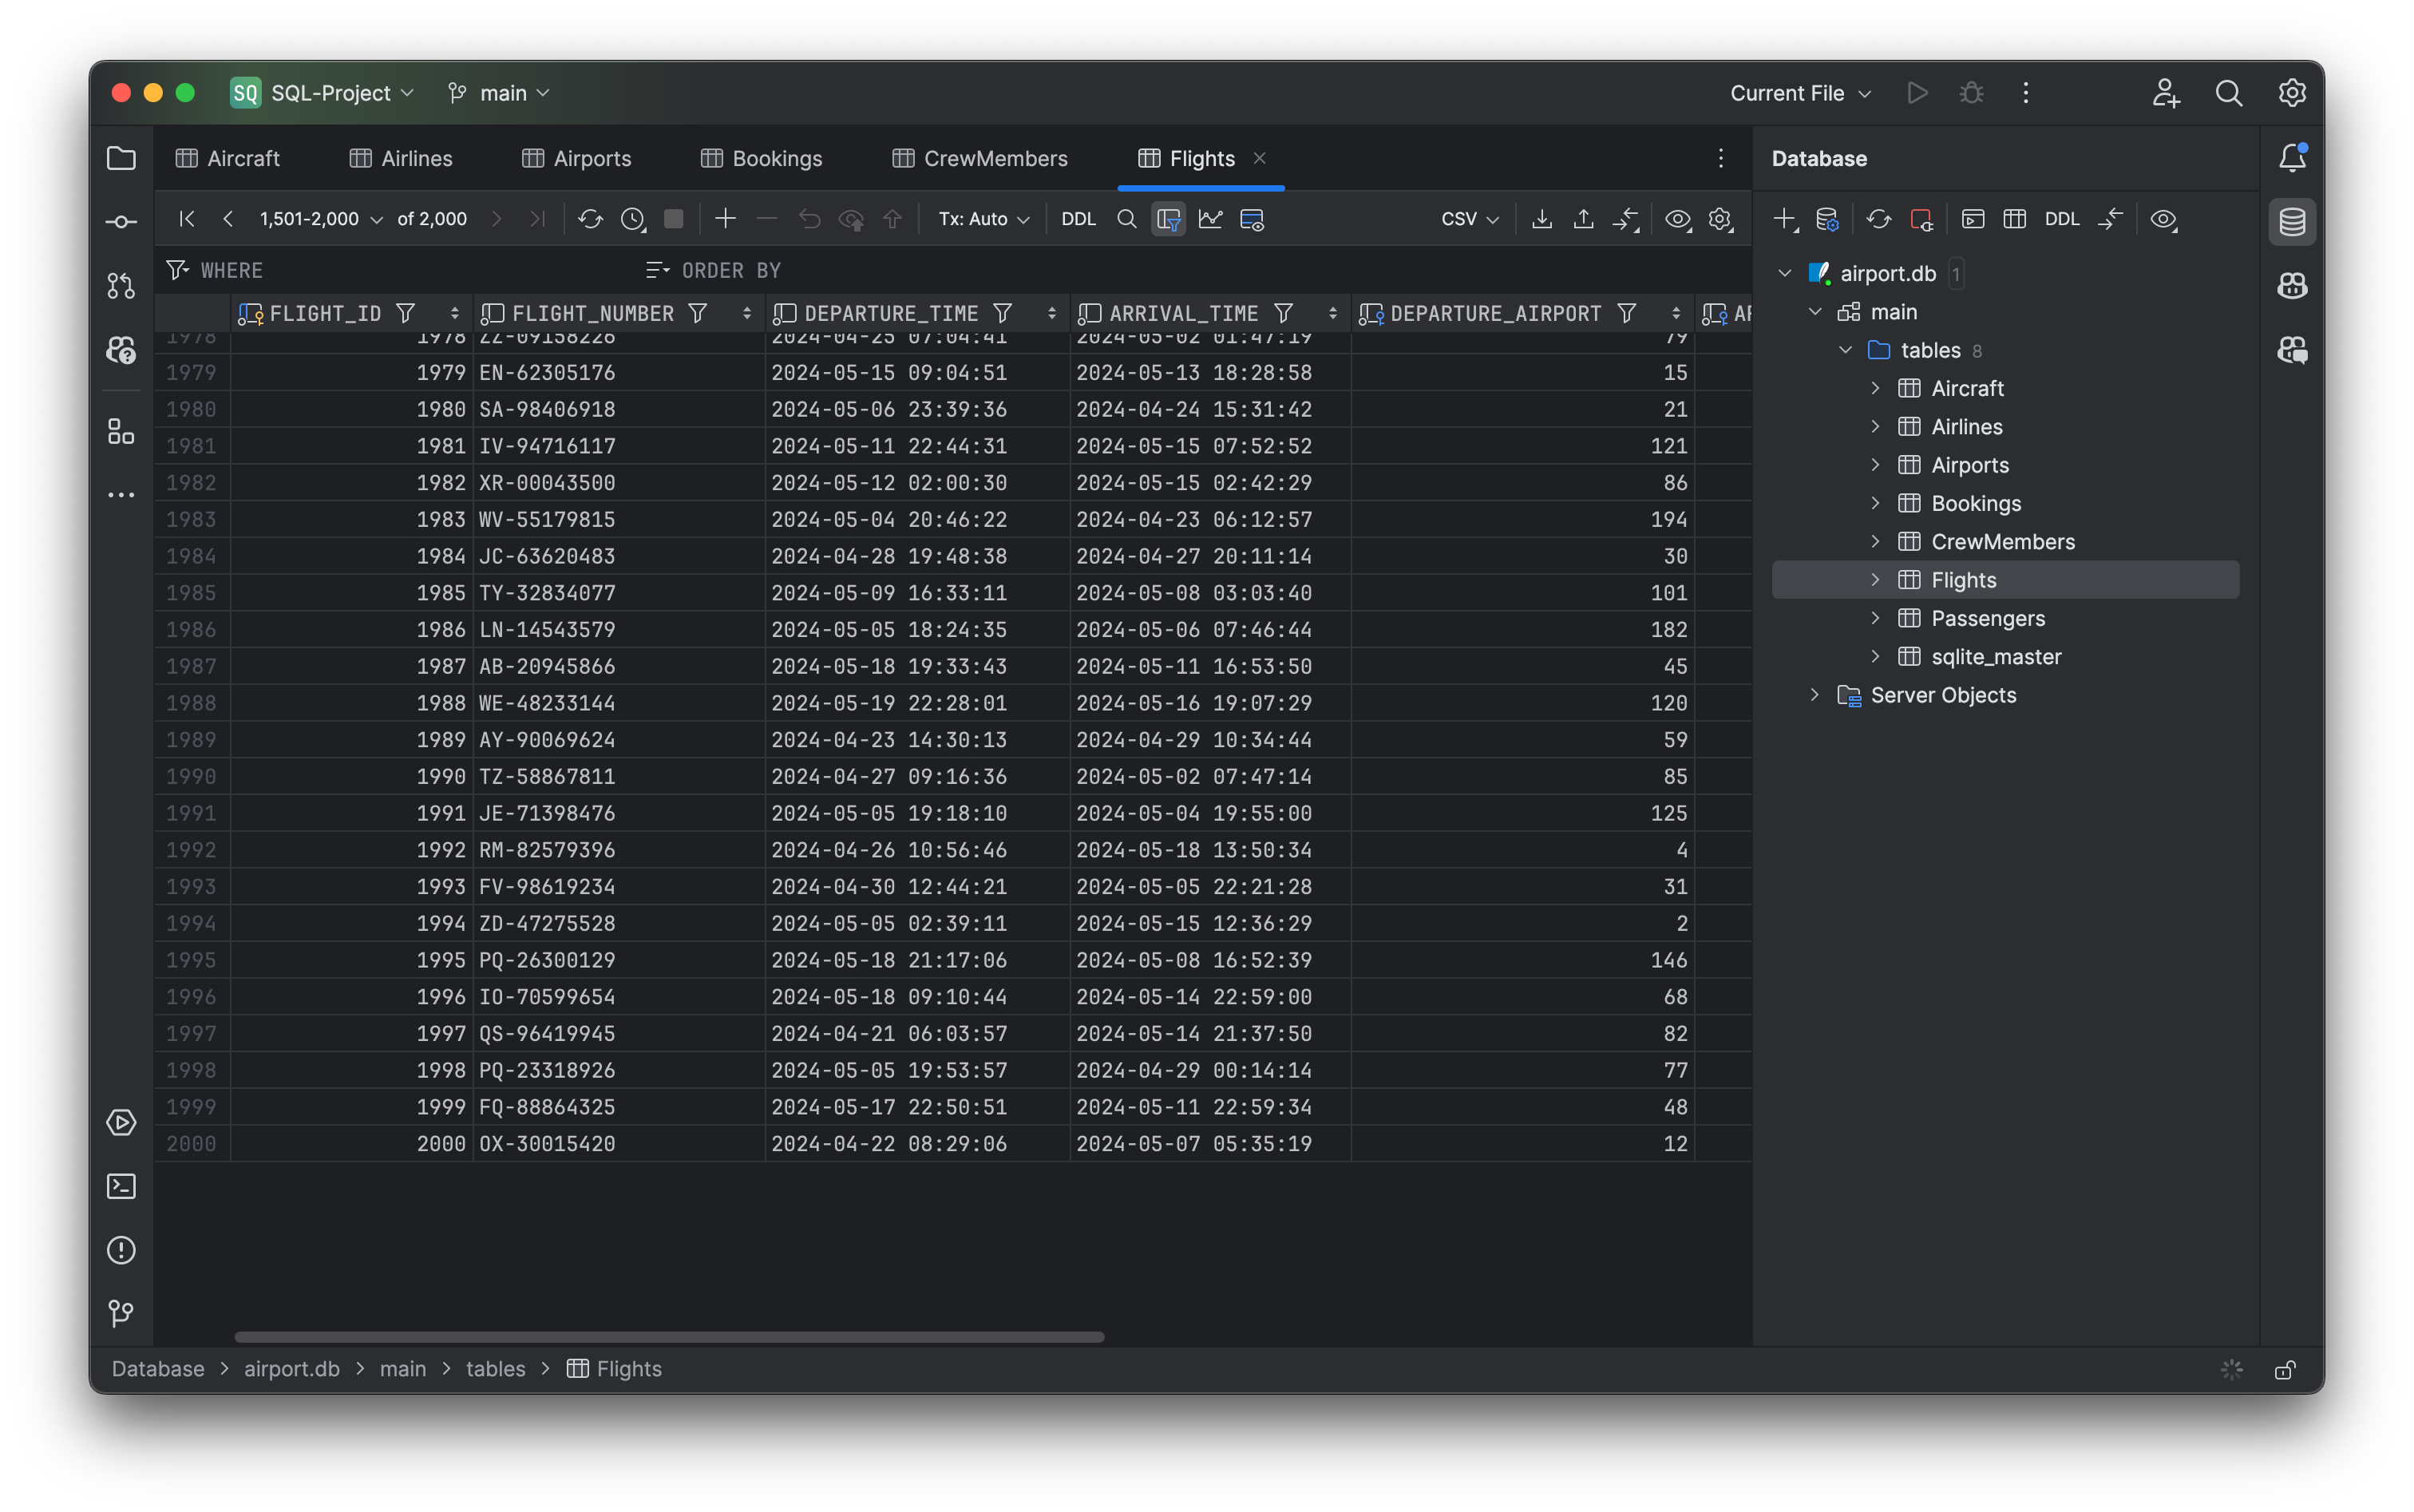 SQ SQL-Project main Current File
Aircraft Airlines Airports Bookings CrewMembers Flights Database
1,501-2,000 of 2,000 Tx: Auto DDL CSV DDL
WHERE ORDER BY
FLIGHT_ID FLIGHT_NUMBER DEPARTURE_TIME ARRIVAL_TIME DEPARTURE_AIRPORT
1978 1978 ZZ-09158226 2024-04-25 07:04:41 2024-05-02 01:47:19 79
1979 1979 EN-62305176 2024-05-15 09:04:51 2024-05-13 18:28:58 15
1980 1980 SA-98406918 2024-05-06 23:39:36 2024-04-24 15:31:42 21
1981 1981 IV-94716117 2024-05-11 22:44:31 2024-05-15 07:52:52 121
1982 1982 XR-00043500 2024-05-12 02:00:30 2024-05-15 02:42:29 86
1983 1983 WV-55179815 2024-05-04 20:46:22 2024-04-23 06:12:57 194
1984 1984 JC-63620483 2024-04-28 19:48:38 2024-04-27 20:11:14 30
1985 1985 TY-32834077 2024-05-09 16:33:11 2024-05-08 03:03:40 101
1986 1986 LN-14543579 2024-05-05 18:24:35 2024-05-06 07:46:44 182
1987 1987 AB-20945866 2024-05-18 19:33:43 2024-05-11 16:53:50 45
1988 1988 WE-48233144 2024-05-19 22:28:01 2024-05-16 19:07:29 120
1989 1989 AY-90069624 2024-04-23 14:30:13 2024-04-29 10:34:44 59
1990 1990 TZ-58867811 2024-04-27 09:16:36 2024-05-02 07:47:14 85
1991 1991 JE-71398476 2024-05-05 19:18:10 2024-05-04 19:55:00 125
1992 1992 RM-82579396 2024-04-26 10:56:46 2024-05-18 13:50:34 4
1993 1993 FV-98619234 2024-04-30 12:44:21 2024-05-05 22:21:28 31
1994 1994 ZD-47275528 2024-05-05 02:39:11 2024-05-15 12:36:29 2
1995 1995 PQ-26300129 2024-05-18 21:17:06 2024-05-08 16:52:39 146
1996 1996 IO-70599654 2024-05-18 09:10:44 2024-05-14 22:59:00 68
1997 1997 QS-96419945 2024-04-21 06:03:57 2024-05-14 21:37:50 82
1998 1998 PQ-23318926 2024-05-05 19:53:57 2024-04-29 00:14:14 77
1999 1999 FQ-88864325 2024-05-17 22:50:51 2024-05-11 22:59:34 48
2000 2000 OX-30015420 2024-04-22 08:29:06 2024-05-07 05:35:19 12
airport.db 1
main
tables 8
Aircraft
Airlines
Airports
Bookings
CrewMembers
Flights
Passengers
sqlite_master
Server Objects
Database > airport.db > main > tables > Flights